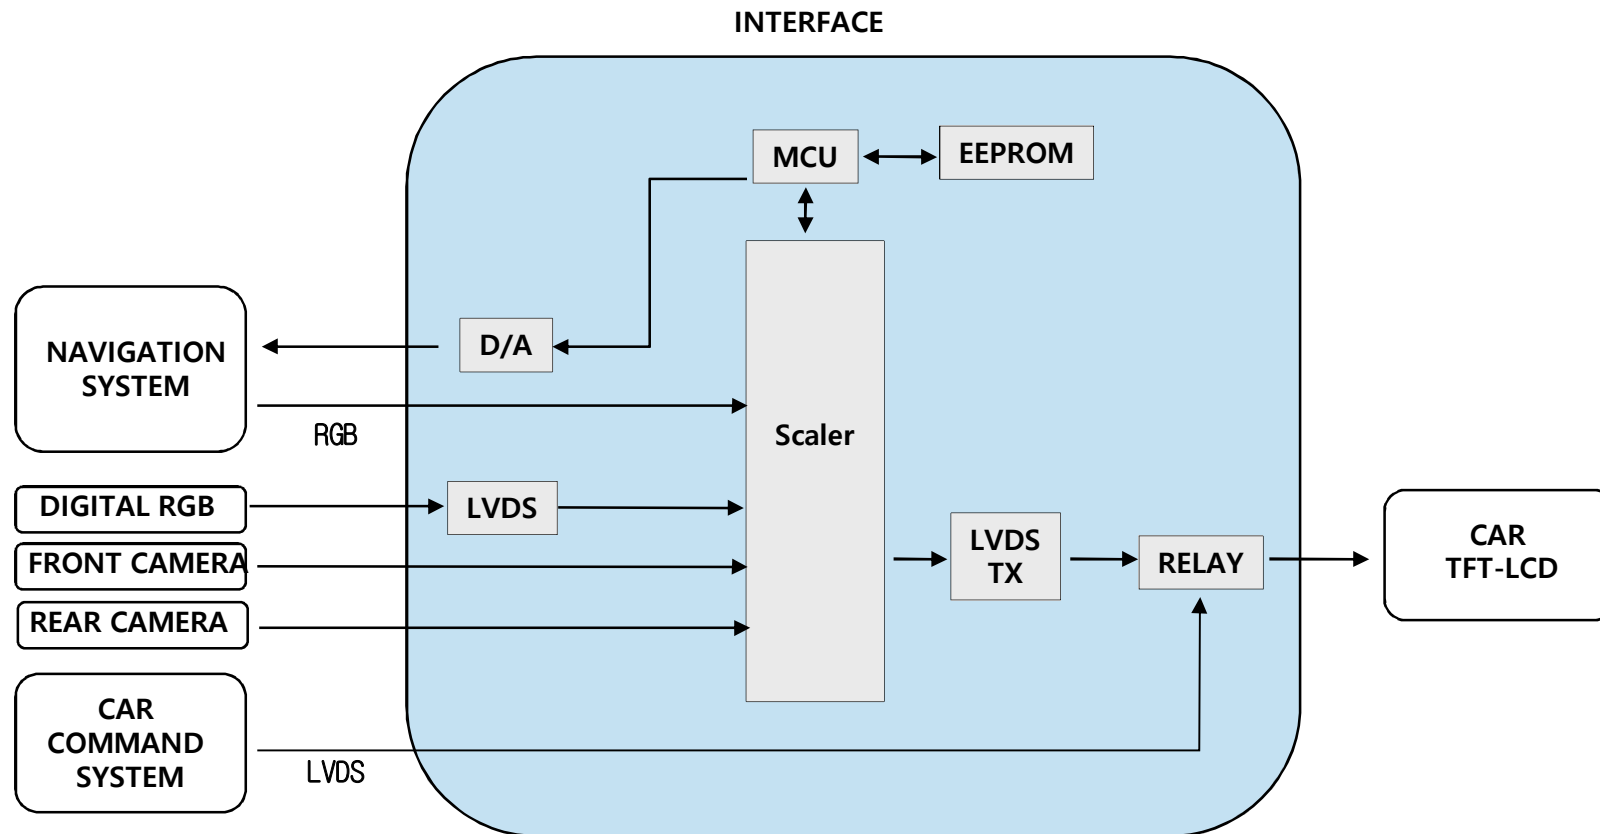 INTERFACE
MCU
EEPROM
NAVIGATION
SYSTEM
D/A
RGB
Scaler
DIGITAL RGB
LVDS
FRONT CAMERA
REAR CAMERA
LVDS
TX
RELAY
CAR
TFT-LCD
CAR
COMMAND
SYSTEM
LVDS